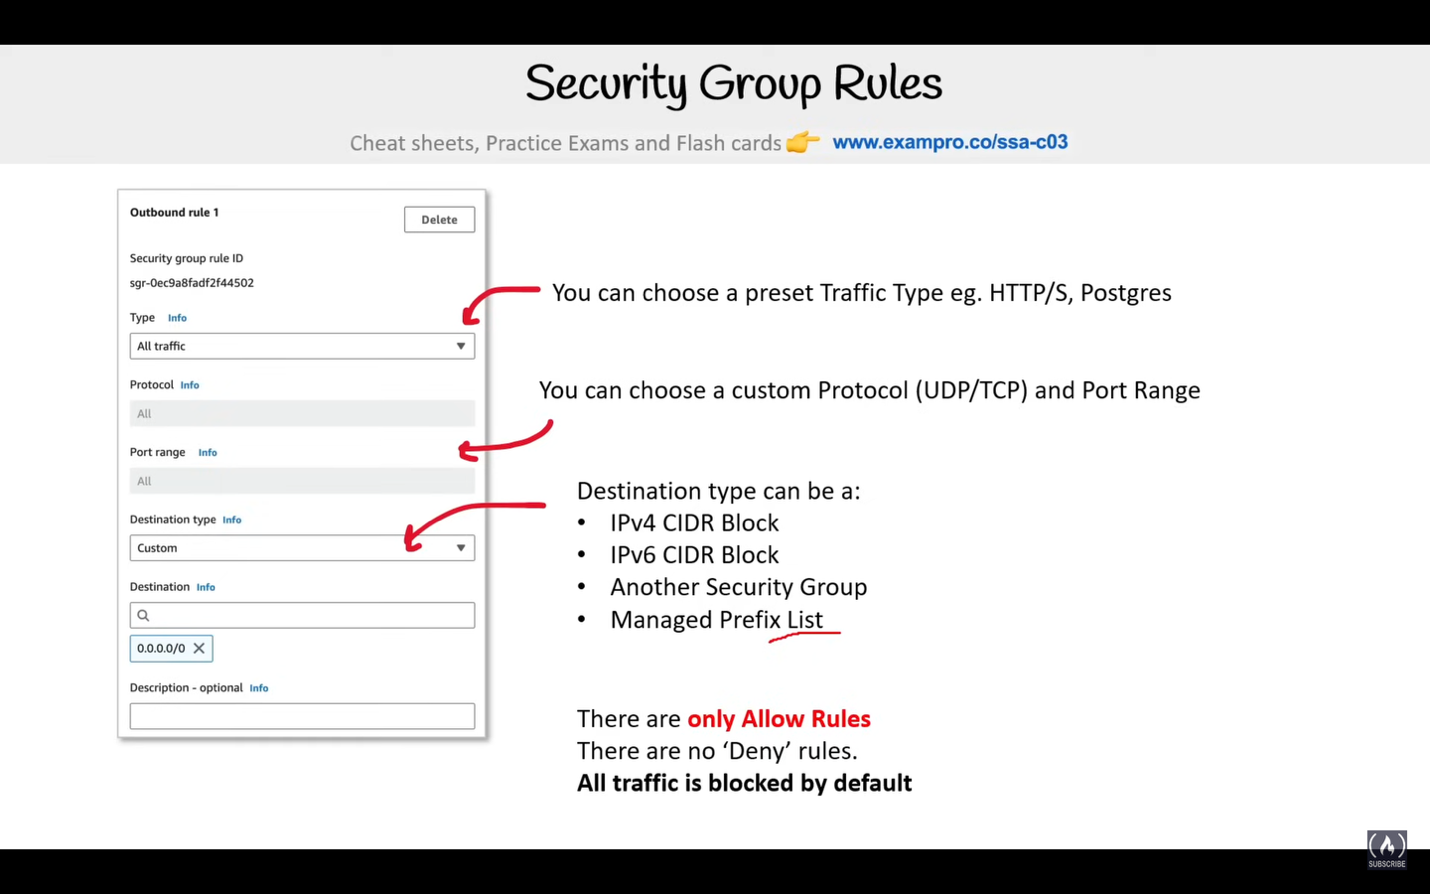 Security Group Rules
Cheat sheets, Practice Exams and Flash cards 👉 www.exampro.co/ssa-c03
Outbound rule 1
Delete
Security group rule ID
sgr-0ec9a8fadf2f44502
Type Info
All traffic
Protocol Info
All
Port range Info
All
Destination type Info
Custom
Destination Info
0.0.0.0/0
Description - optional Info
You can choose a preset Traffic Type eg. HTTP/S, Postgres
You can choose a custom Protocol (UDP/TCP) and Port Range
Destination type can be a:
• IPv4 CIDR Block
• IPv6 CIDR Block
• Another Security Group
• Managed Prefix List
There are only Allow Rules
There are no ‘Deny’ rules.
All traffic is blocked by default
SUBSCRIBE